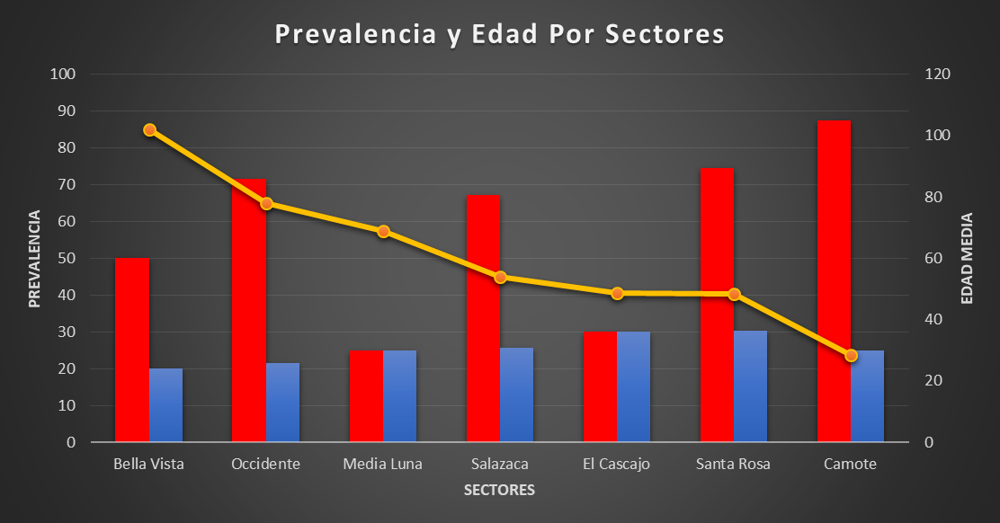 Prevalencia y Edad Por Sectores
100
90
80
70
60
50
40
30
20
10
0
PREVALENCIA
120
100
80
60
40
20
0
EDAD MEDIA
Bella Vista
Occidente
Media Luna
Salazaca
El Cascajo
Santa Rosa
Camote
SECTORES